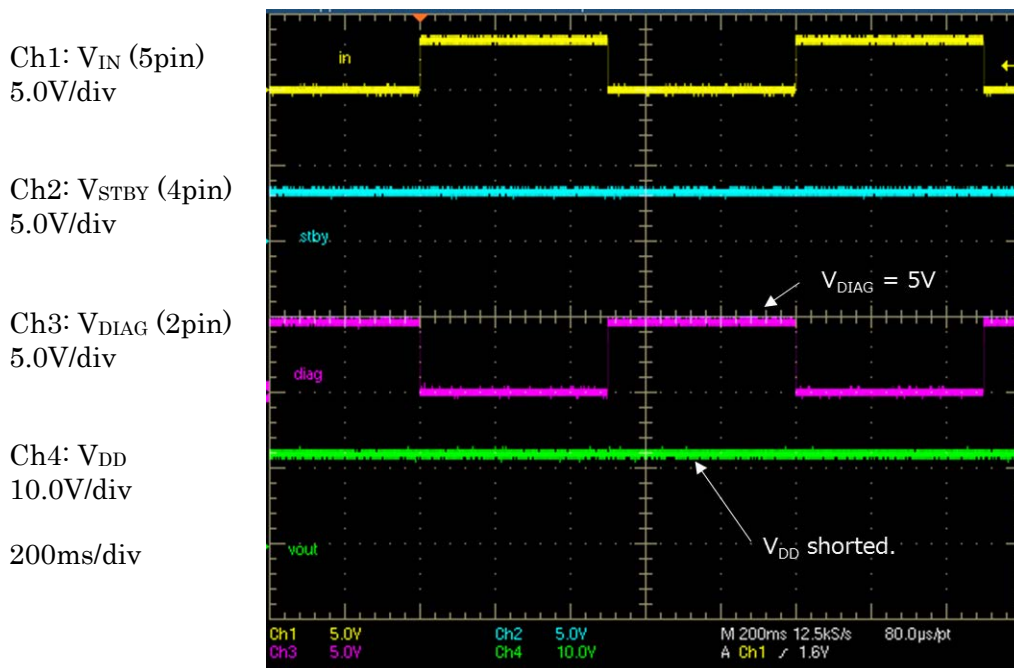 Ch1: VIN (5pin)
5.0V/div
Ch2: VSTBY (4pin)
5.0V/div
Ch3: VDIAG (2pin)
5.0V/div
Ch4: VDD
10.0V/div
200ms/div
in
stby
VDIAG = 5V
diag
vout
VDD shorted.
Ch1 5.0V Ch2 5.0V M 200ms 12.5kS/s 80.0µs/pt
Ch3 5.0V Ch4 10.0V A Ch1 ∕ 1.6V